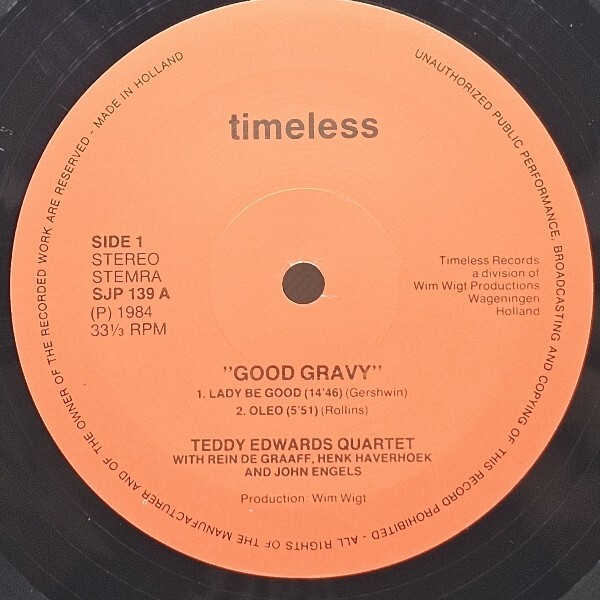 timeless
SIDE 1
STEREO
STEMRA
SJP 139 A
(P) 1984
33⅓ RPM
Timeless Records
a division of
Wim Wigt Productions
Wageningen
Holland
"GOOD GRAVY"
1. LADY BE GOOD (14'46) (Gershwin)
2. OLEO (5'51) (Rollins)
TEDDY EDWARDS QUARTET
WITH REIN DE GRAAFF, HENK HAVERHOEK
AND JOHN ENGELS
Production: Wim Wigt
UNAUTHORIZED PUBLIC PERFORMANCE, BROADCASTING AND COPYING OF THIS RECORD PROHIBITED - ALL RIGHTS OF THE MANUFACTURER AND OF THE OWNER OF THE RECORDED WORK ARE RESERVED - MADE IN HOLLAND